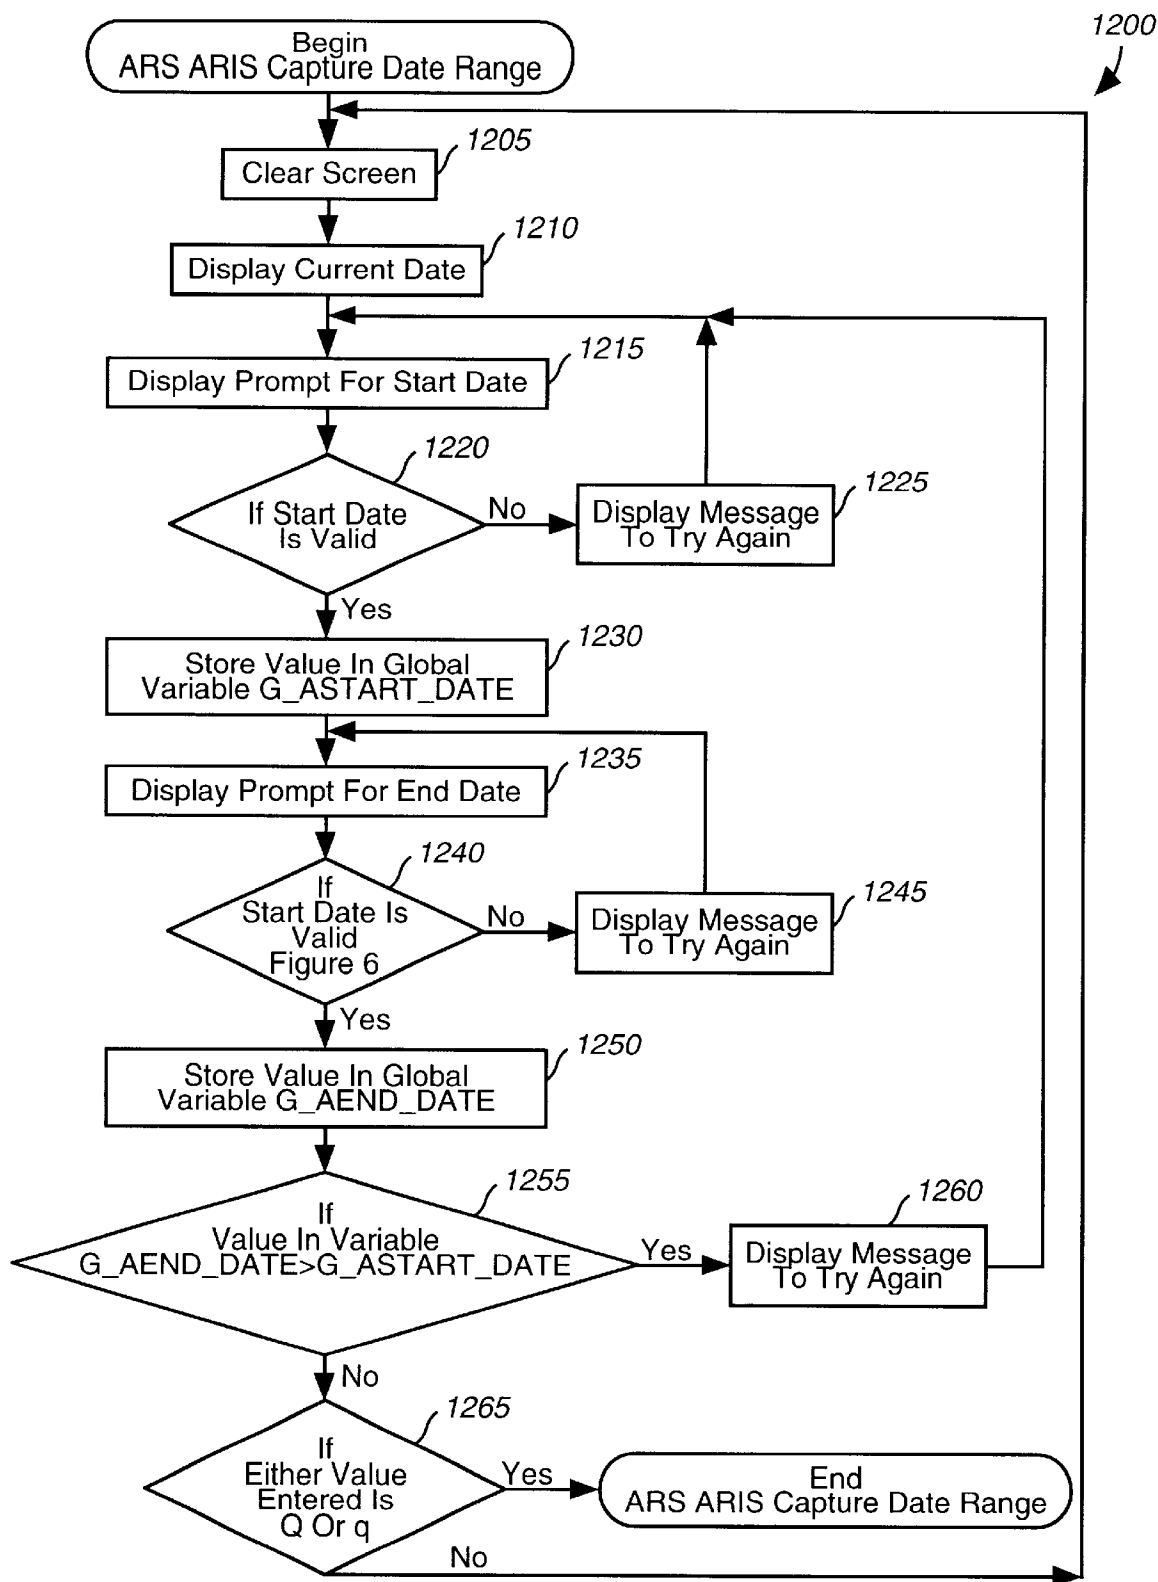 1200
Begin
ARS ARIS Capture Date Range
1205
Clear Screen
1210
Display Current Date
1215
Display Prompt For Start Date
1220
If Start Date
Is Valid
No
1225
Display Message
To Try Again
Yes
1230
Store Value In Global
Variable G_ASTART_DATE
1235
Display Prompt For End Date
1240
If
Start Date Is
Valid
Figure 6
No
1245
Display Message
To Try Again
Yes
1250
Store Value In Global
Variable G_AEND_DATE
1255
If
Value In Variable
G_AEND_DATE>G_ASTART_DATE
Yes
1260
Display Message
To Try Again
No
1265
If
Either Value
Entered Is
Q Or q
Yes
End
ARS ARIS Capture Date Range
No